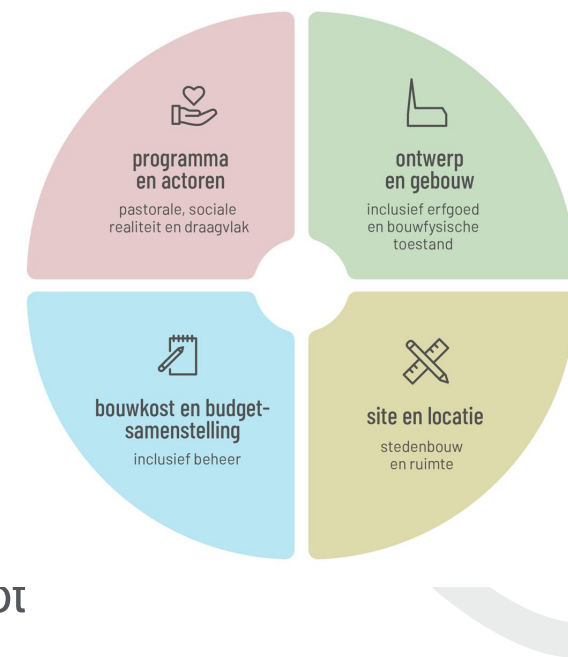 programma
en actoren
pastorale, sociale
realiteit en draagvlak
ontwerp
en gebouw
inclusief erfgoed
en bouwfysische
toestand
bouwkost en budget-
samenstelling
inclusief beheer
site en locatie
stedenbouw
en ruimte